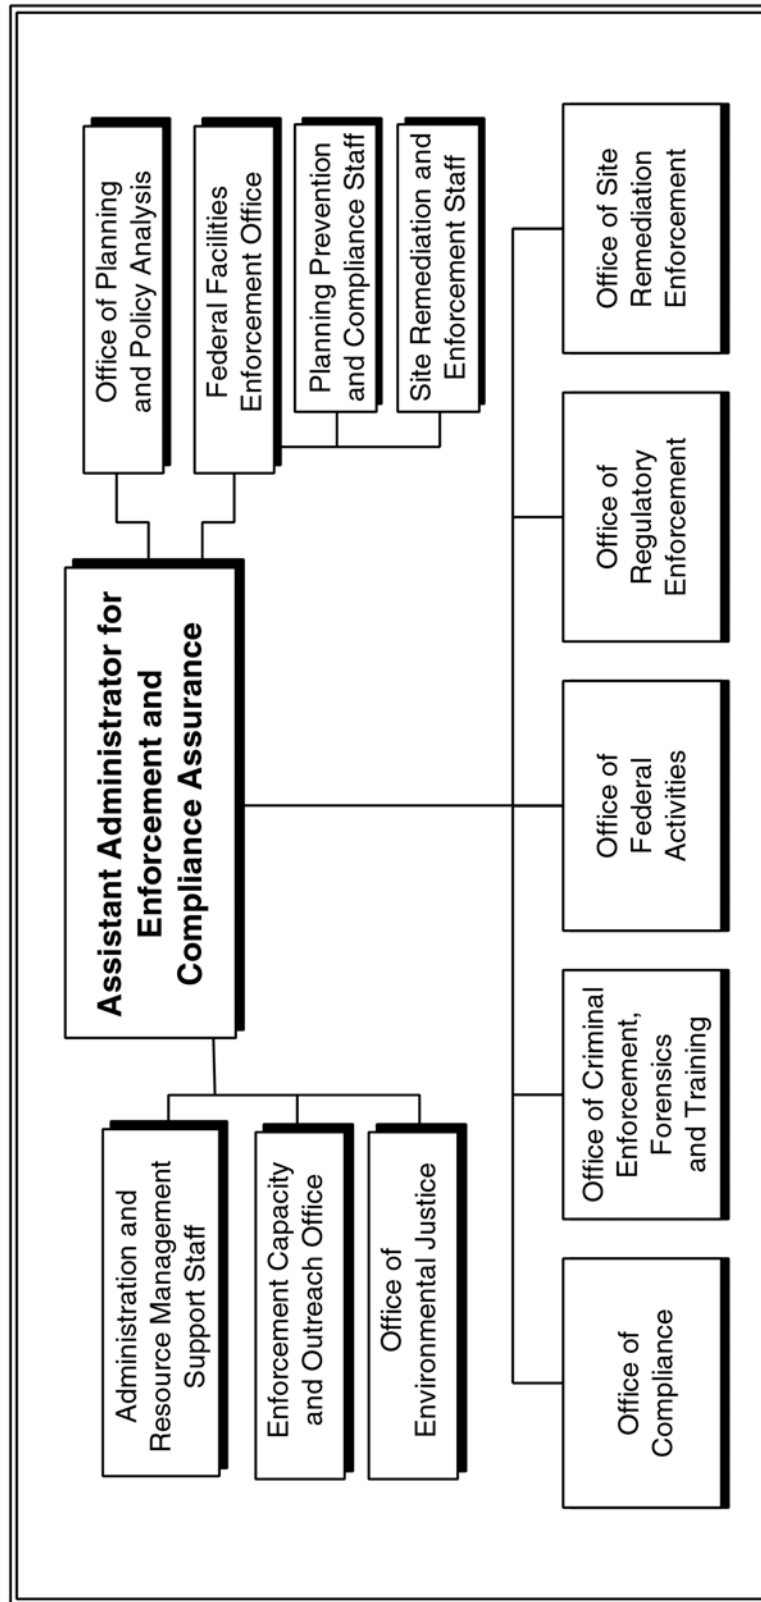 Assistant Administrator for
Enforcement and
Compliance Assurance
Administration and
Resource Management
Support Staff
Enforcement Capacity
and Outreach Office
Office of
Environmental Justice
Office of Planning
and Policy Analysis
Federal Facilities
Enforcement Office
Planning Prevention
and Compliance Staff
Site Remediation and
Enforcement Staff
Office of
Compliance
Office of Criminal
Enforcement,
Forensics
and Training
Office of
Federal
Activities
Office of
Regulatory
Enforcement
Office of Site
Remediation
Enforcement